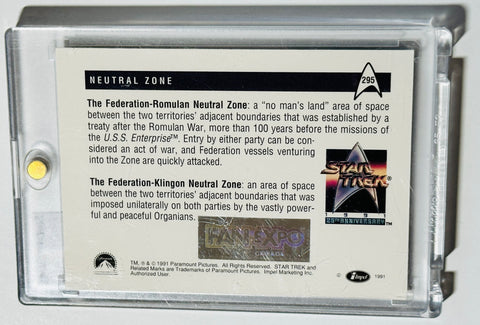 NEUTRAL ZONE
295
The Federation-Romulan Neutral Zone: a "no man's land" area of space
between the two territories' adjacent boundaries that was established by a
treaty after the Romulan War, more than 100 years before the missions of
the U.S.S. Enterprise™. Entry by either party can be con-
sidered an act of war, and Federation vessels venturing
into the Zone are quickly attacked.
The Federation-Klingon Neutral Zone: an area of space
between the two territories' adjacent boundaries that was
imposed unilaterally on both parties by the vastly power-
ful and peaceful Organians.
STAR
TREK
1991
25TH ANNIVERSARY
™
FAN EXPO
CANADA
TM, ® & © 1991 Paramount Pictures. All Rights Reserved. STAR TREK and
Related Marks are Trademarks of Paramount Pictures. Impel Marketing Inc.
Authorized User.
© impel 1991